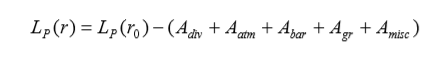 L_P(r) = L_P(r_0) − (A_div + A_atm + A_bar + A_gr + A_misc)